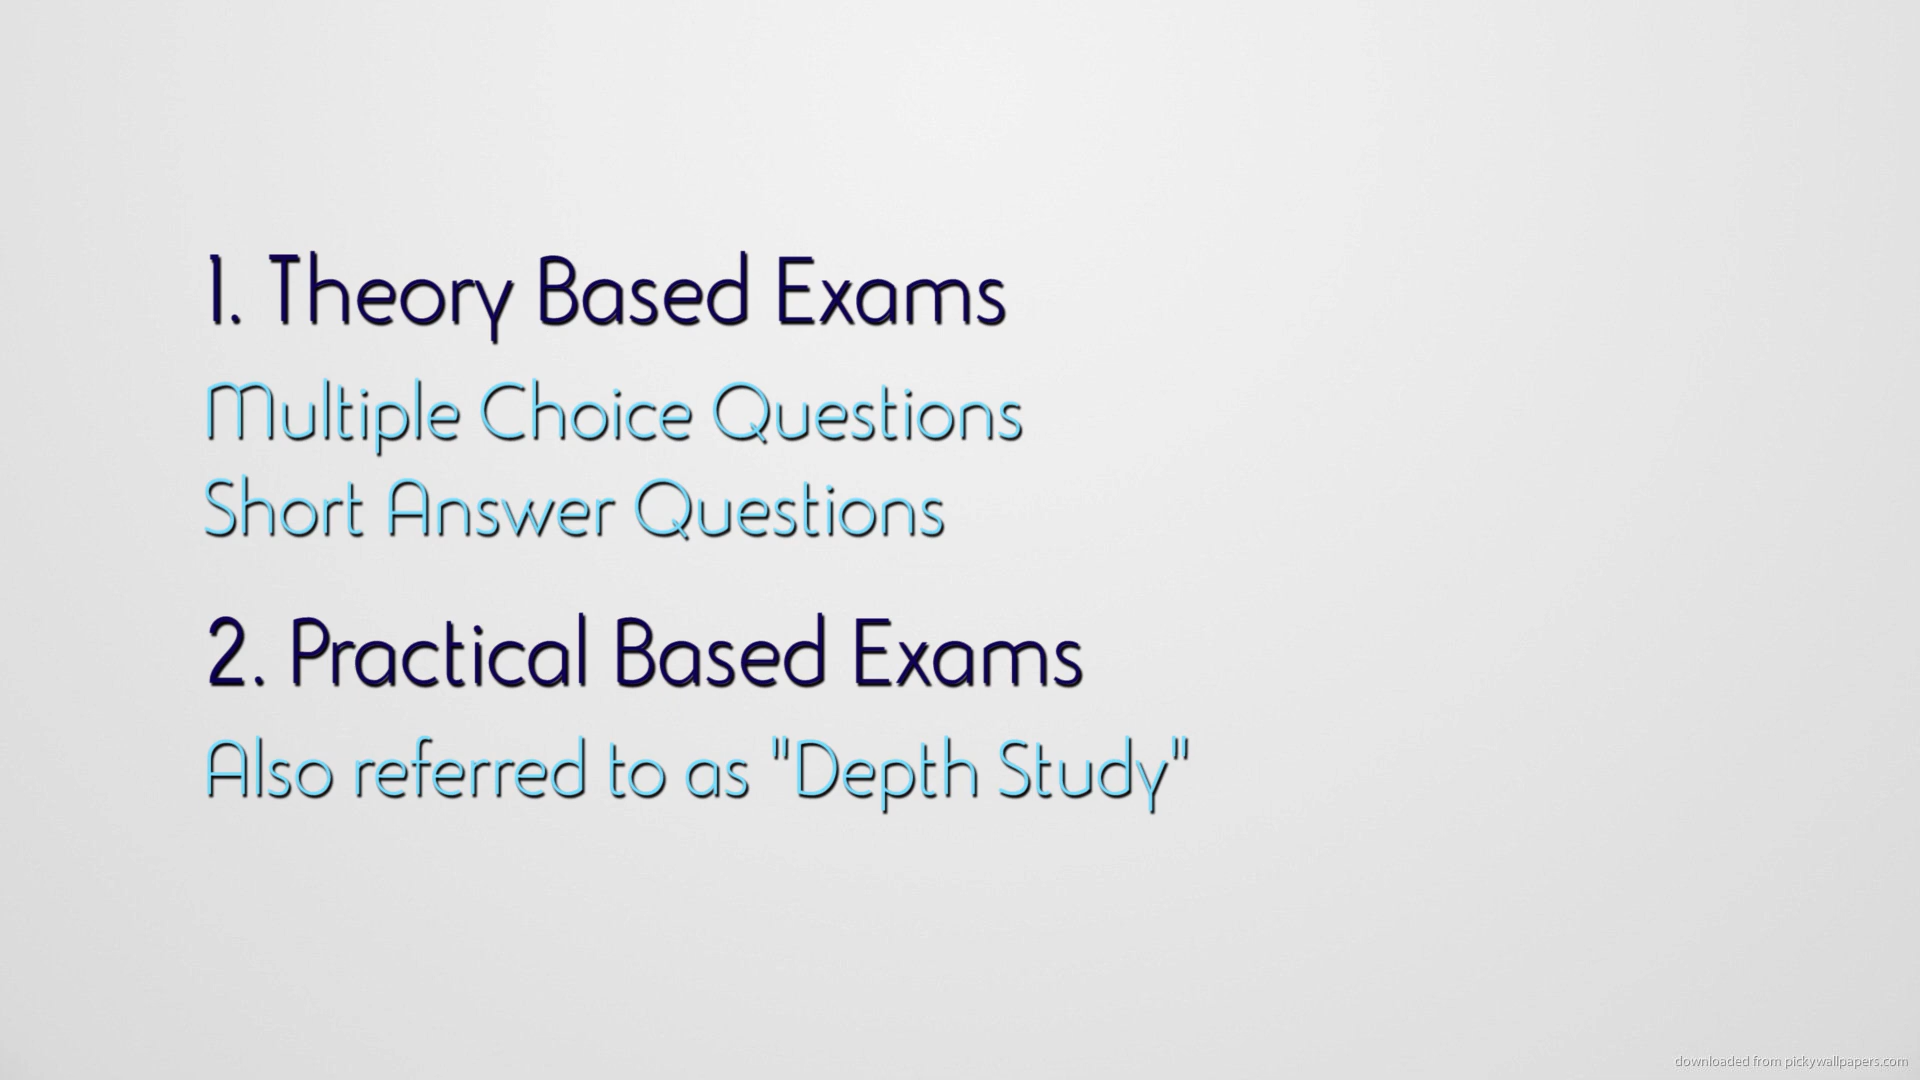 1. Theory Based Exams
Multiple Choice Questions
Short Answer Questions
2. Practical Based Exams
Also referred to as "Depth Study"
downloaded from pickywallpapers.com